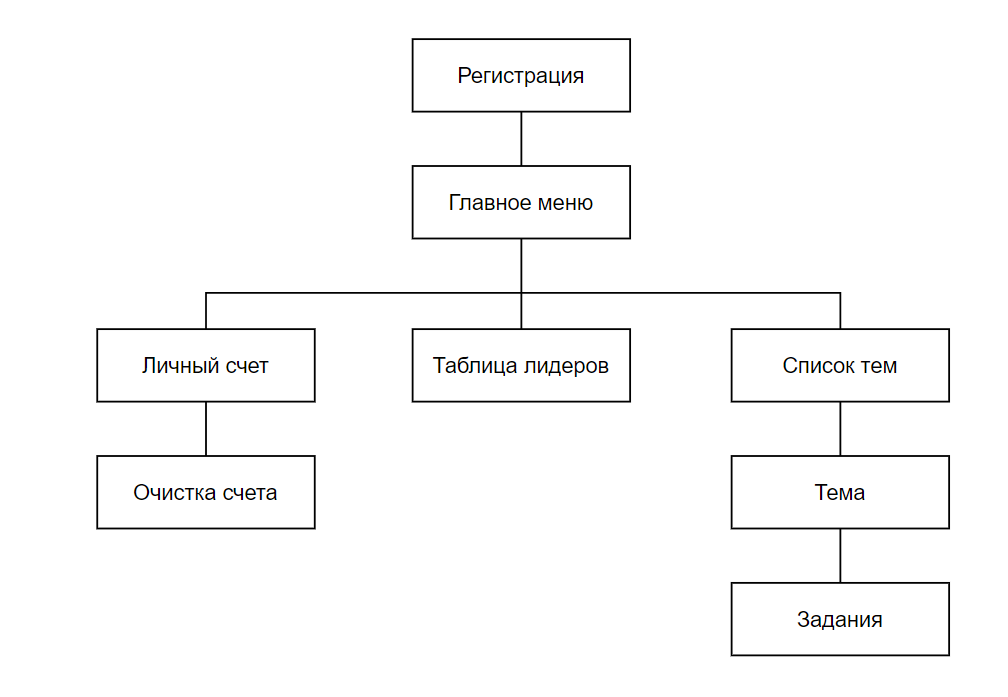 Регистрация
Главное меню
Личный счет
Таблица лидеров
Список тем
Очистка счета
Тема
Задания